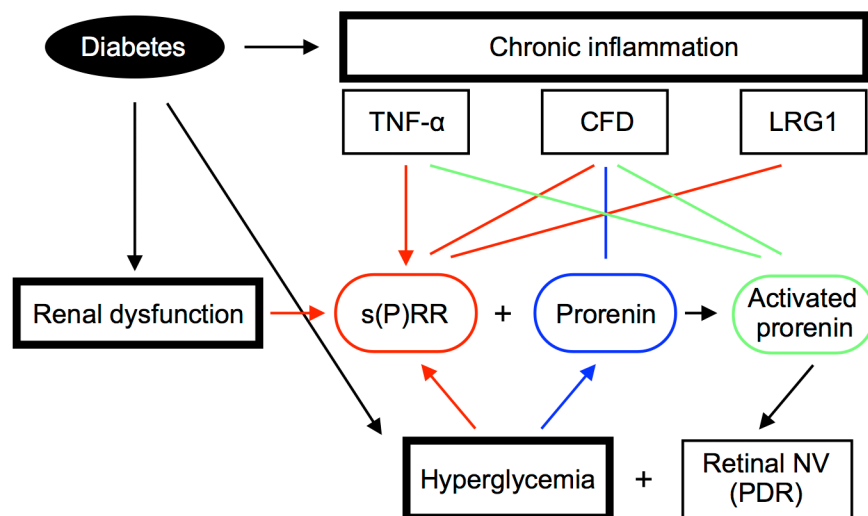 Diabetes
Chronic inflammation
TNF-α
CFD
LRG1
Renal dysfunction
s(P)RR
+
Prorenin
Activated
prorenin
Hyperglycemia
+
Retinal NV
(PDR)